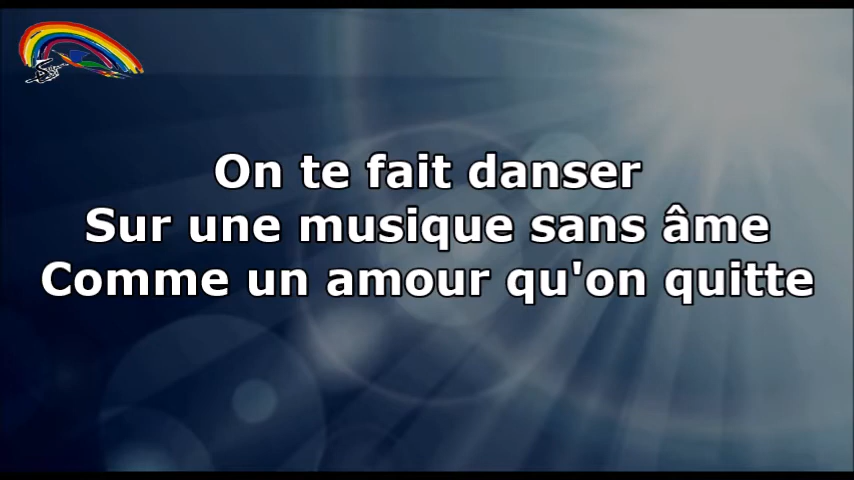 On te fait danser
Sur une musique sans âme
Comme un amour qu'on quitte